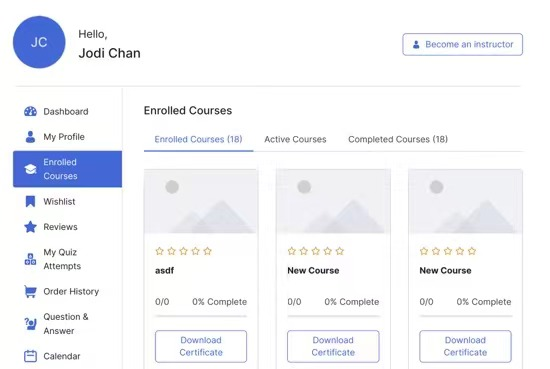 JC
Hello,
Jodi Chan
Become an instructor
Dashboard
My Profile
Enrolled
Courses
Wishlist
Reviews
My Quiz
Attempts
Order History
Question &
Answer
Calendar
Enrolled Courses
Enrolled Courses (18) Active Courses Completed Courses (18)
asdf New Course New Course
0/0 0% Complete 0/0 0% Complete 0/0 0% Complete
Download Download Download
Certificate Certificate Certificate